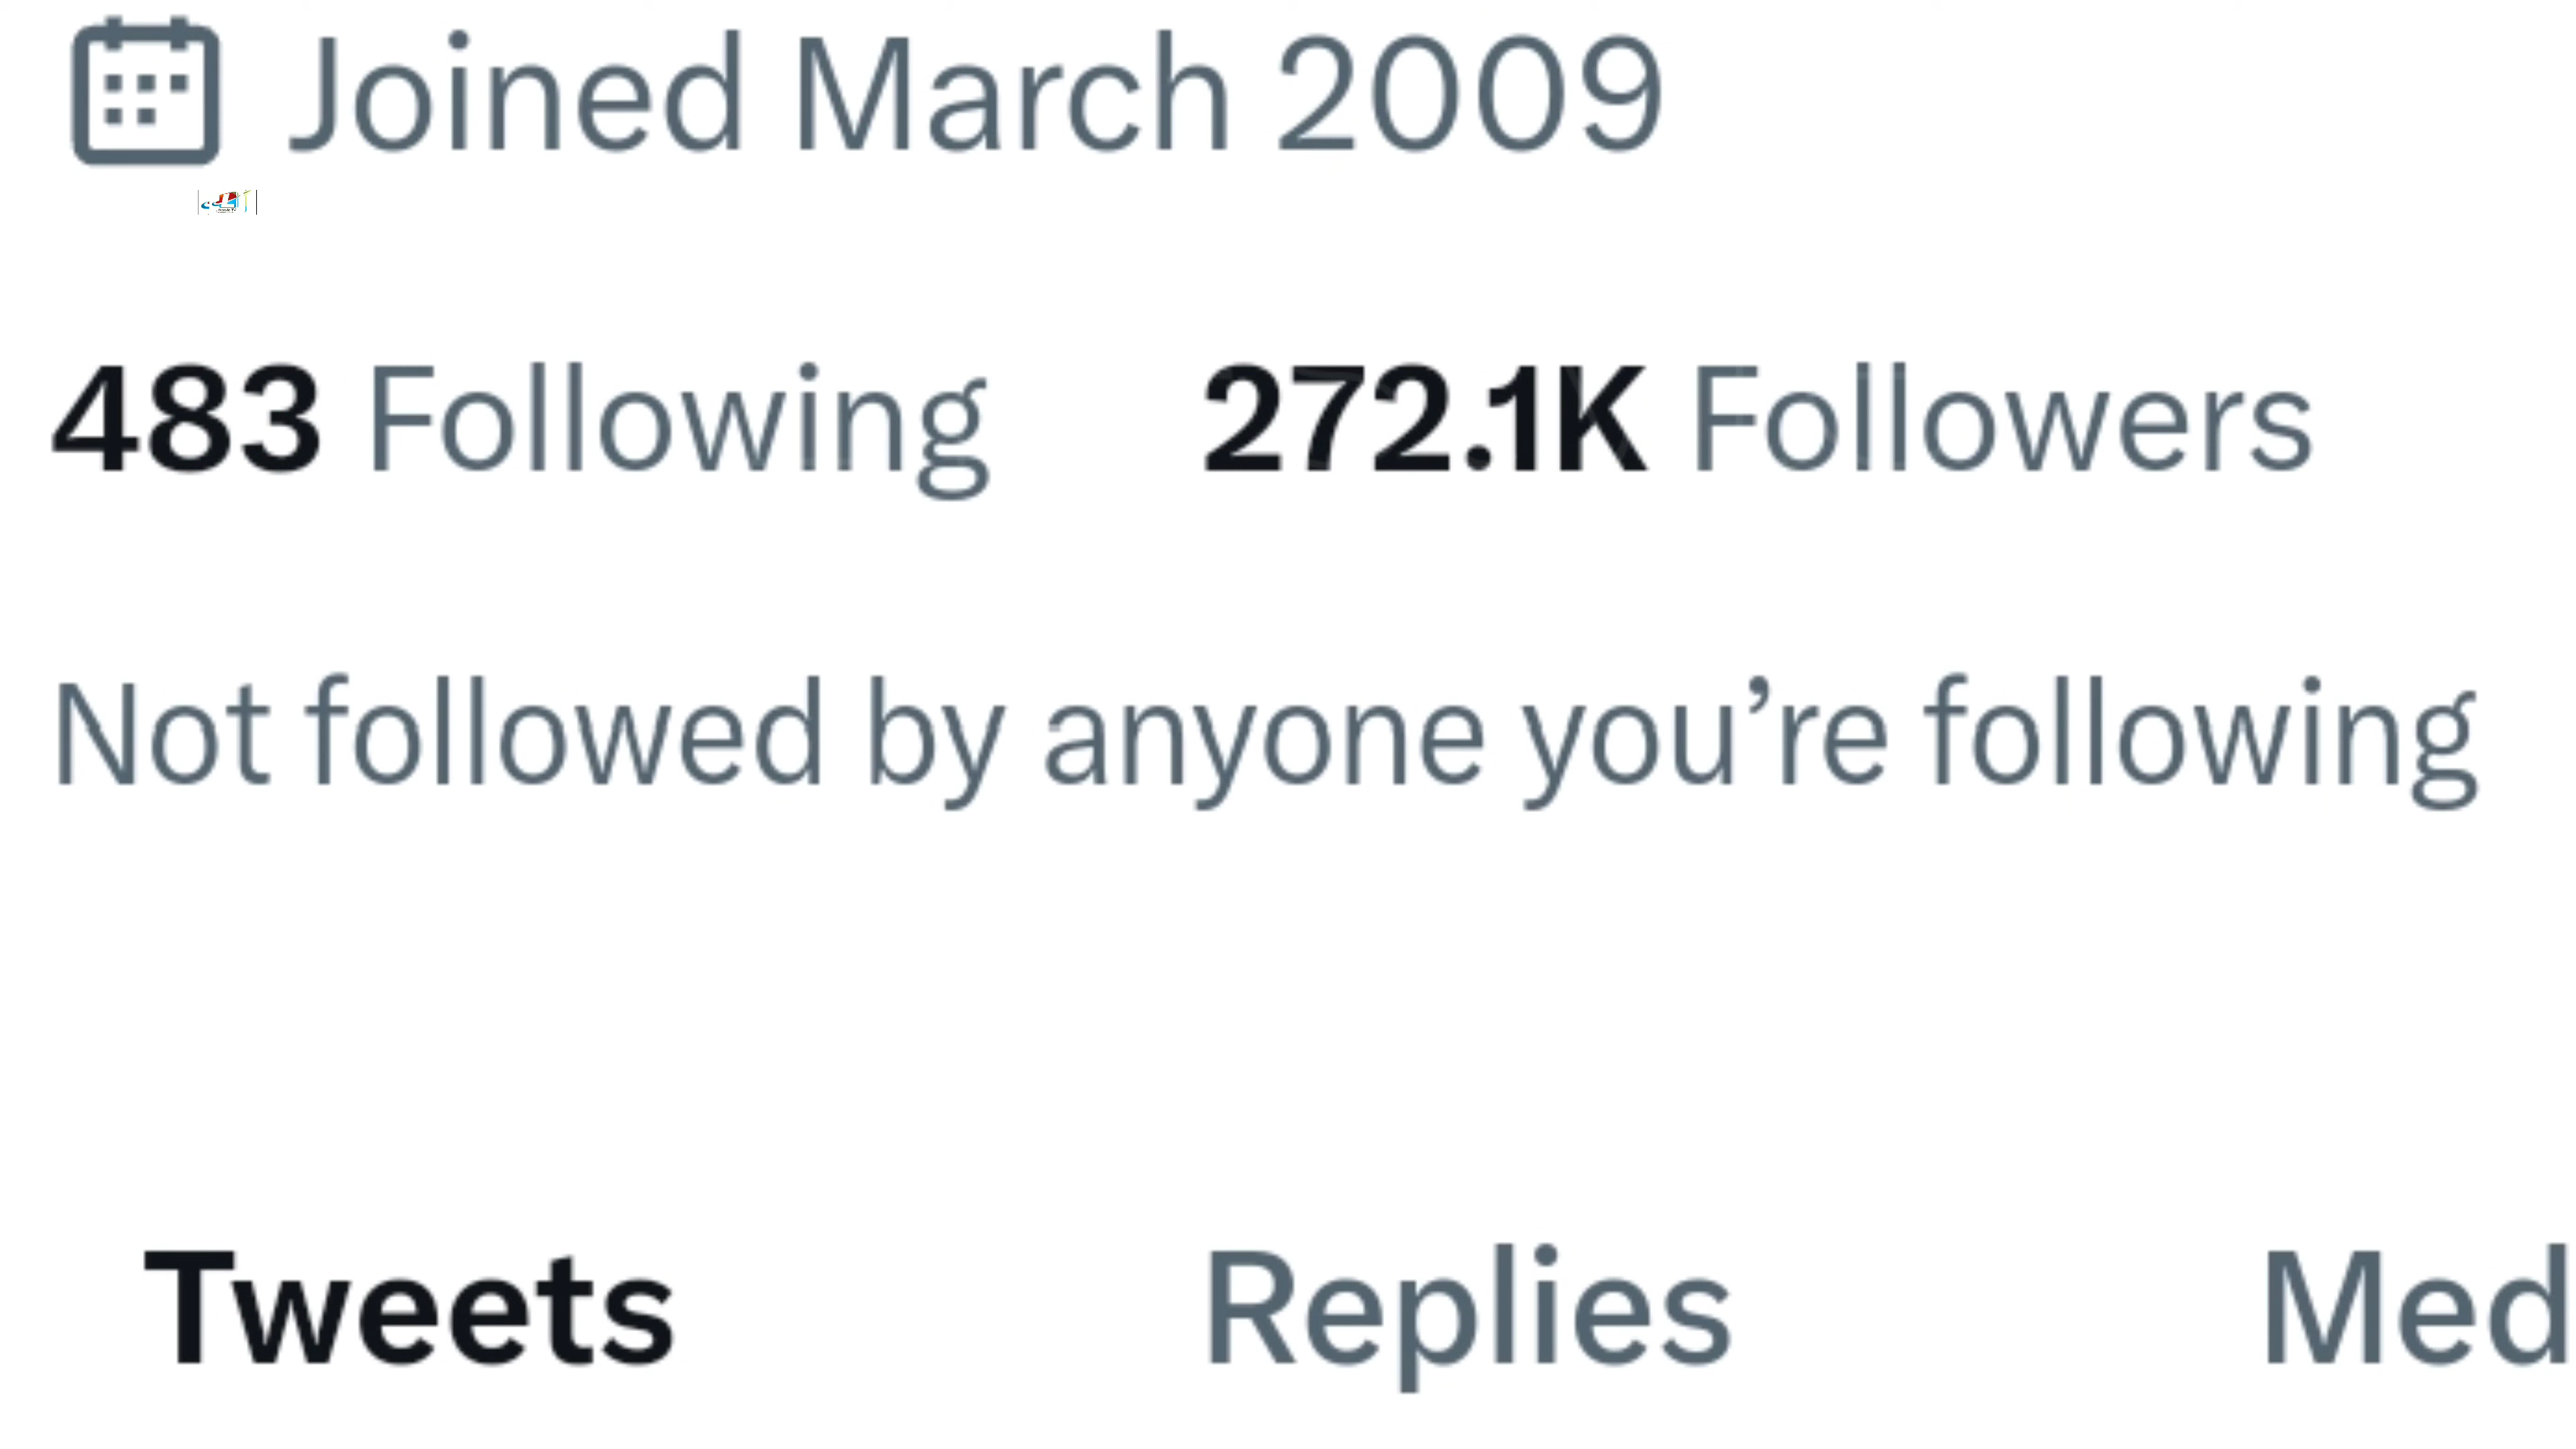 Joined March 2009
483 Following 272.1K Followers
Not followed by anyone you’re following
Tweets Replies Med